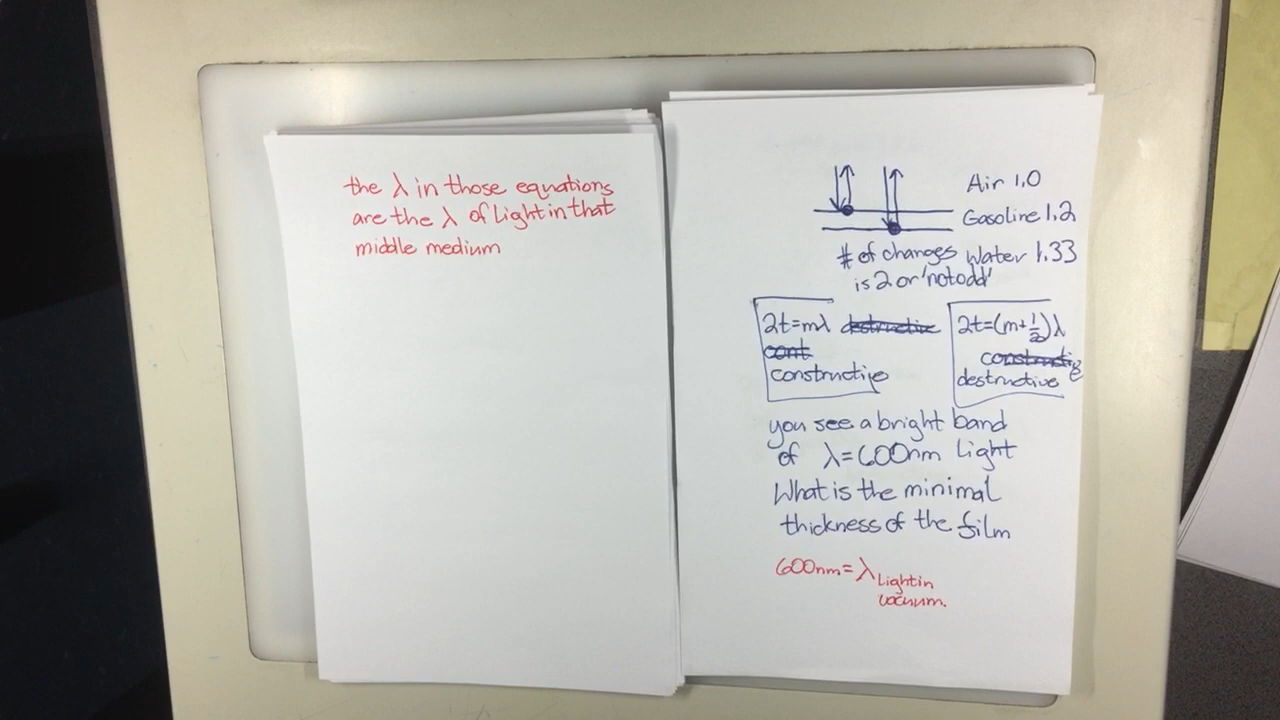 the λ in those equations
are the λ of Light in that
middle medium
Air 1.0
Gasoline 1.2
# of changes Water 1.33
is 2 or 'not odd'
2t=mλ destructive
cont
constructive
2t=(m+1/2)λ
constructive
destructive
you see a bright band
of λ=600nm Light
What is the minimal
thickness of the film
600nm=λ Light in
vacuum.